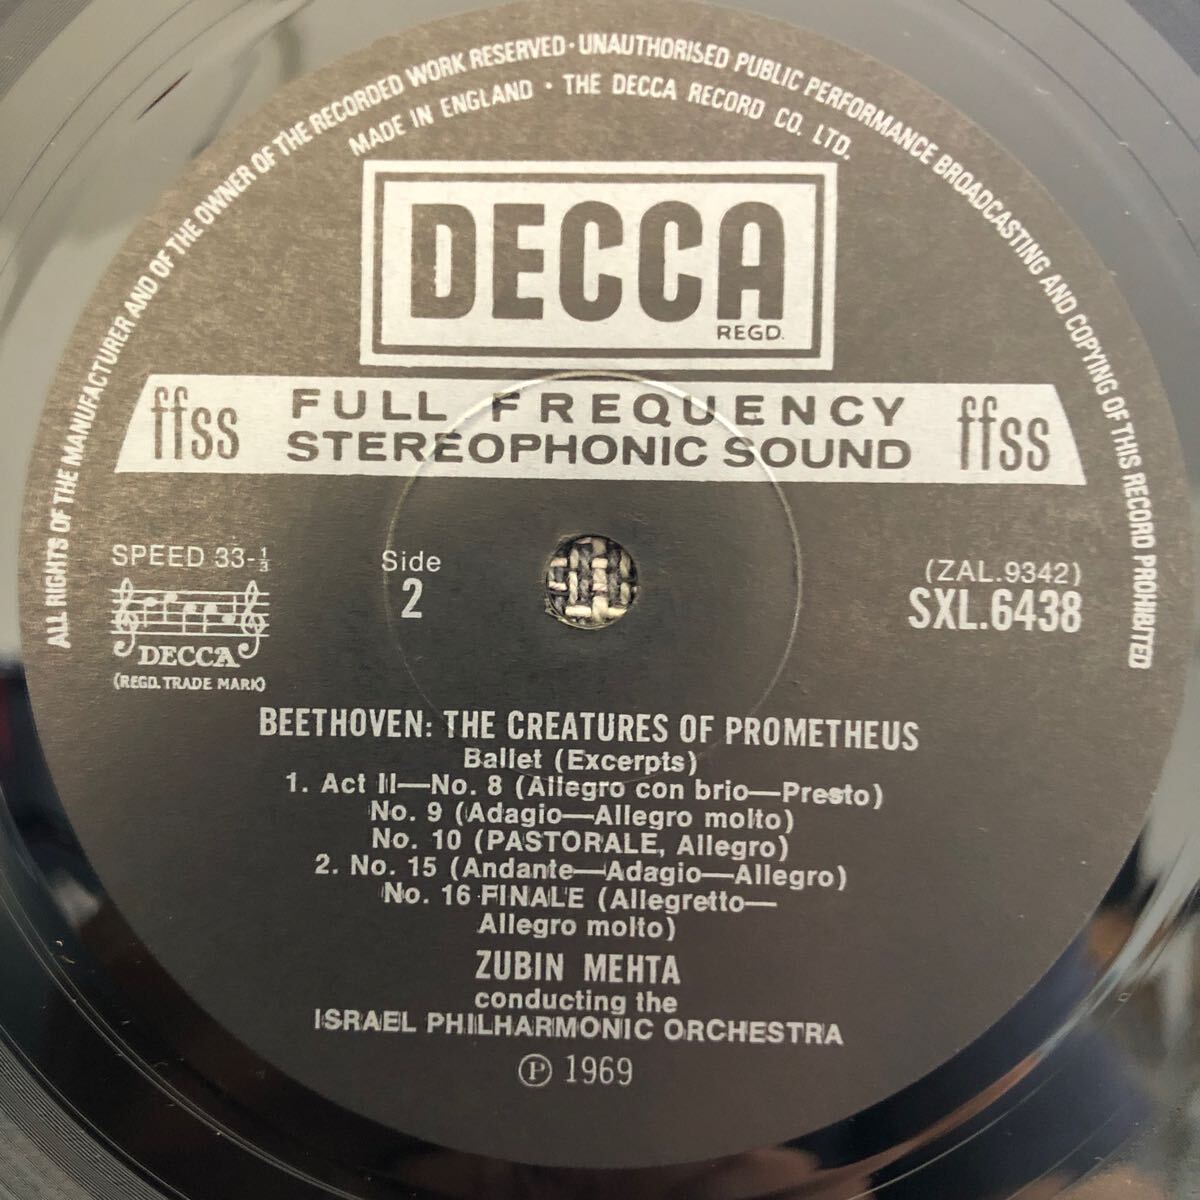 ALL RIGHTS OF THE MANUFACTURER AND OF THE OWNER OF THE RECORDED WORK RESERVED · UNAUTHORISED PUBLIC PERFORMANCE BROADCASTING AND COPYING OF THIS RECORD PROHIBITED
MADE IN ENGLAND · THE DECCA RECORD CO. LTD.
DECCA
REGD.
ffss FULL FREQUENCY ffss
STEREOPHONIC SOUND
SPEED 33-⅓
Side
2
(ZAL.9342)
SXL.6438
DECCA
(REGD. TRADE MARK)
BEETHOVEN: THE CREATURES OF PROMETHEUS
Ballet (Excerpts)
1. Act II—No. 8 (Allegro con brio—Presto)
No. 9 (Adagio—Allegro molto)
No. 10 (PASTORALE, Allegro)
2. No. 15 (Andante—Adagio—Allegro)
No. 16 FINALE (Allegretto—
Allegro molto)
ZUBIN MEHTA
conducting the
ISRAEL PHILHARMONIC ORCHESTRA
Ⓟ 1969